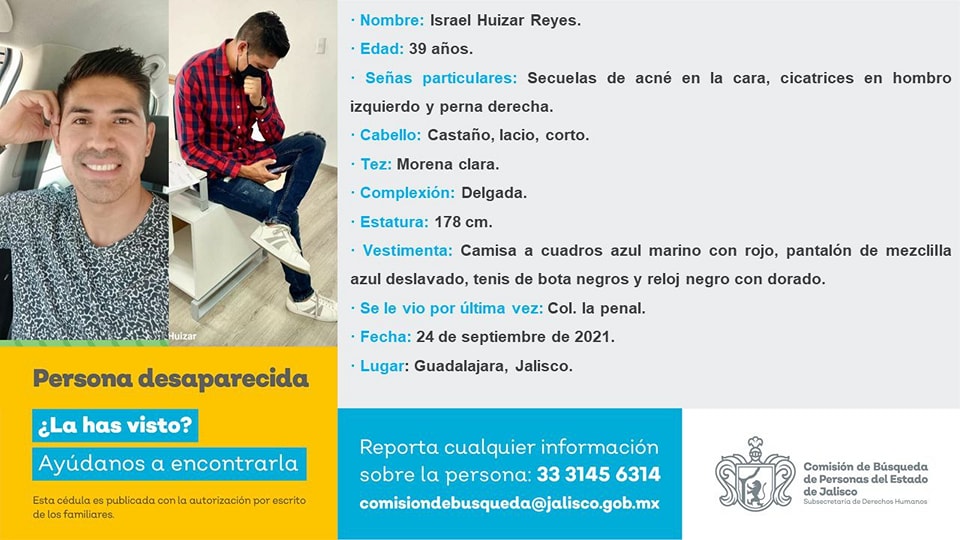 · Nombre: Israel Huizar Reyes.
· Edad: 39 años.
· Señas particulares: Secuelas de acné en la cara, cicatrices en hombro
izquierdo y perna derecha.
· Cabello: Castaño, lacio, corto.
· Tez: Morena clara.
· Complexión: Delgada.
· Estatura: 178 cm.
· Vestimenta: Camisa a cuadros azul marino con rojo, pantalón de mezclilla
azul deslavado, tenis de bota negros y reloj negro con dorado.
· Se le vio por última vez: Col. la penal.
· Fecha: 24 de septiembre de 2021.
· Lugar: Guadalajara, Jalisco.
Huizar
Persona desaparecida
¿La has visto?
Ayúdanos a encontrarla
Esta cédula es publicada con la autorización por escrito
de los familiares.
Reporta cualquier información
sobre la persona: 33 3145 6314
comisiondebusqueda@jalisco.gob.mx
Comisión de Búsqueda
de Personas del Estado
de Jalisco
Subsecretaría de Derechos Humanos